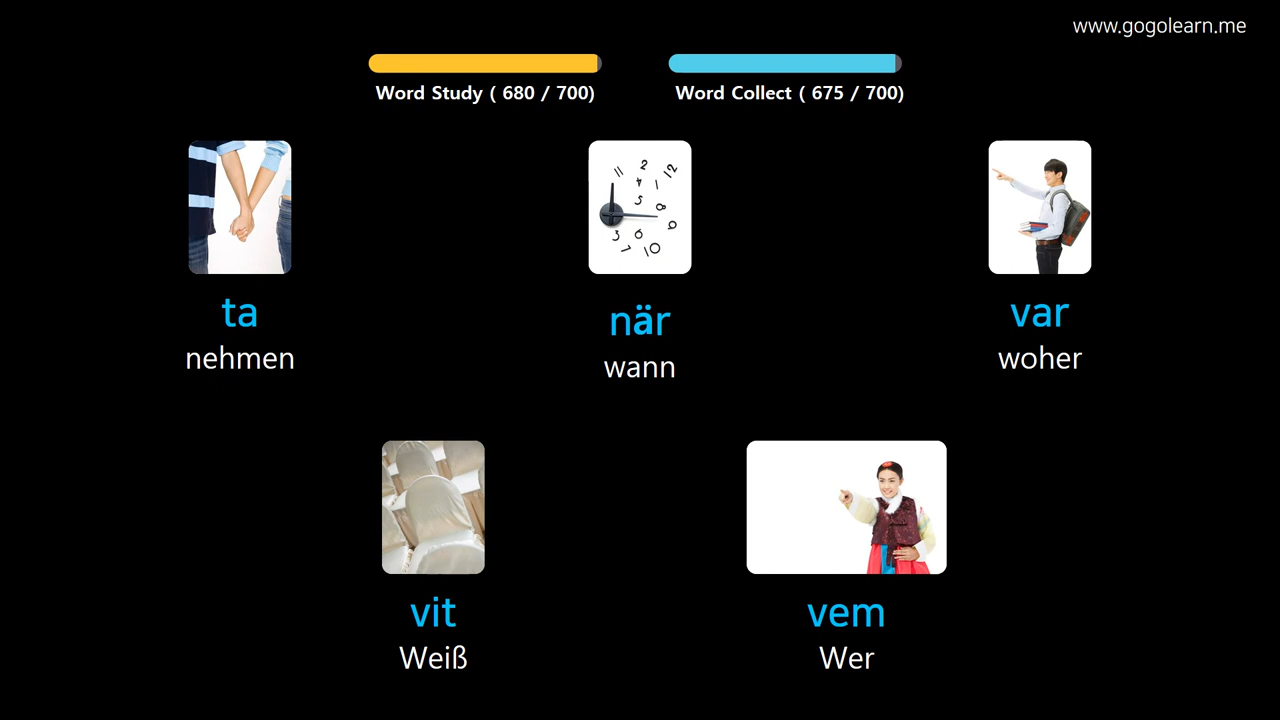 www.gogolearn.me
Word Study ( 680 / 700)
Word Collect ( 675 / 700)
ta
nehmen
när
wann
var
woher
vit
Weiß
vem
Wer